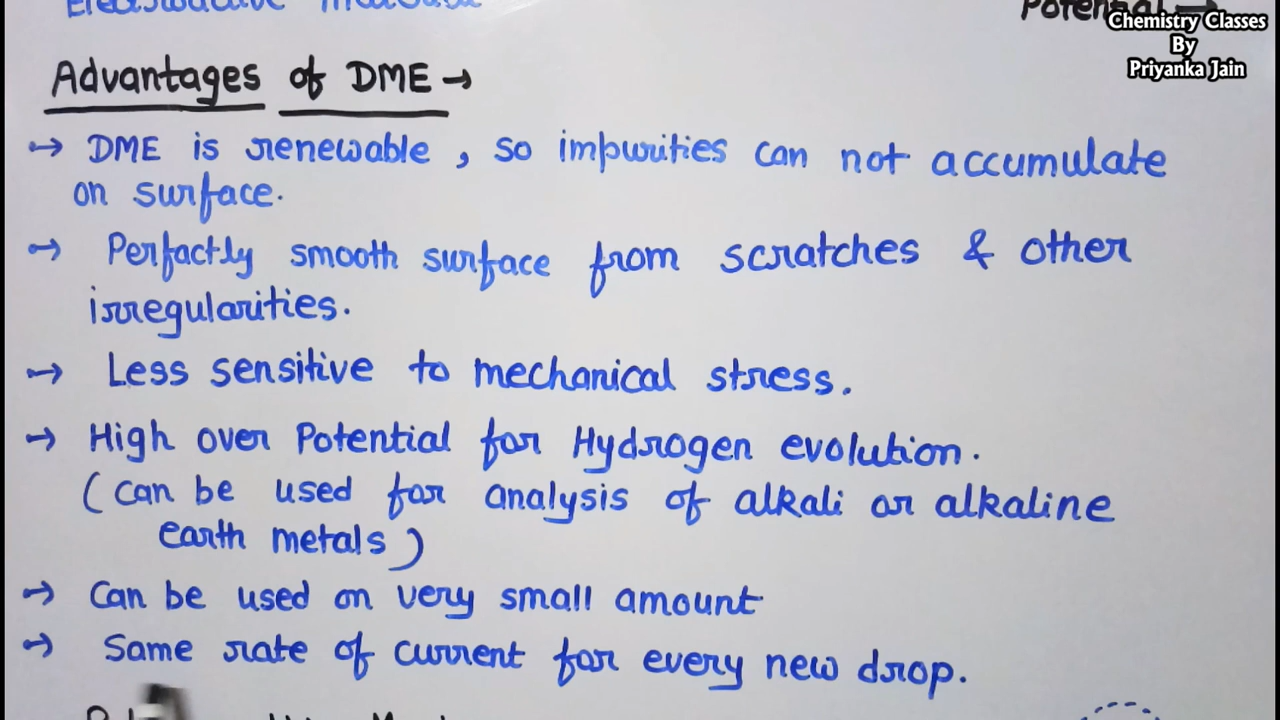 Potential →
Chemistry Classes
By
Priyanka Jain
Advantages of DME →
→ DME is renewable, so impurities can not accumulate
on surface.
→ Perfactly smooth surface from scratches & other
irregularities.
→ Less sensitive to mechanical stress.
→ High over Potential for Hydrogen evolution.
(can be used for analysis of alkali or alkaline
earth metals)
→ Can be used on very small amount
→ Same rate of current for every new drop.